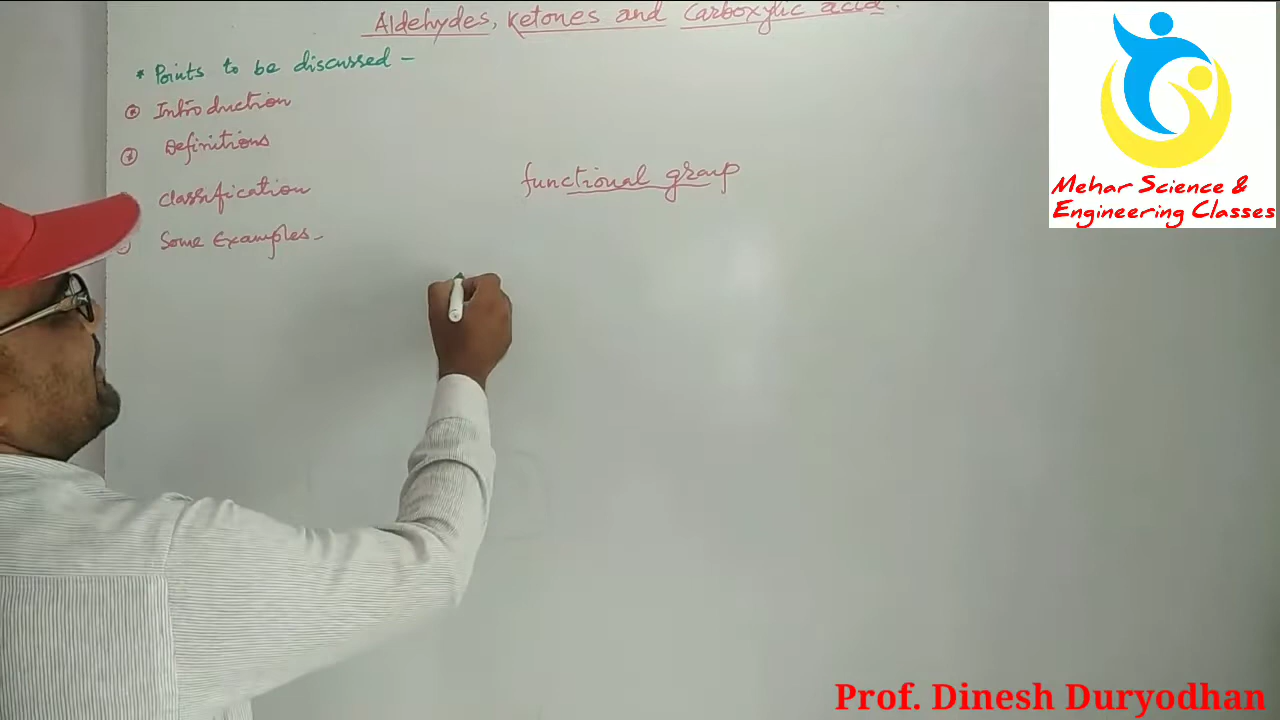 Aldehydes, ketones and Carboxylic acid.
* Points to be discussed -
Introduction
Definitions
classification
Some Examples -
functional group
Mehar Science &
Engineering Classes
Prof. Dinesh Duryodhan